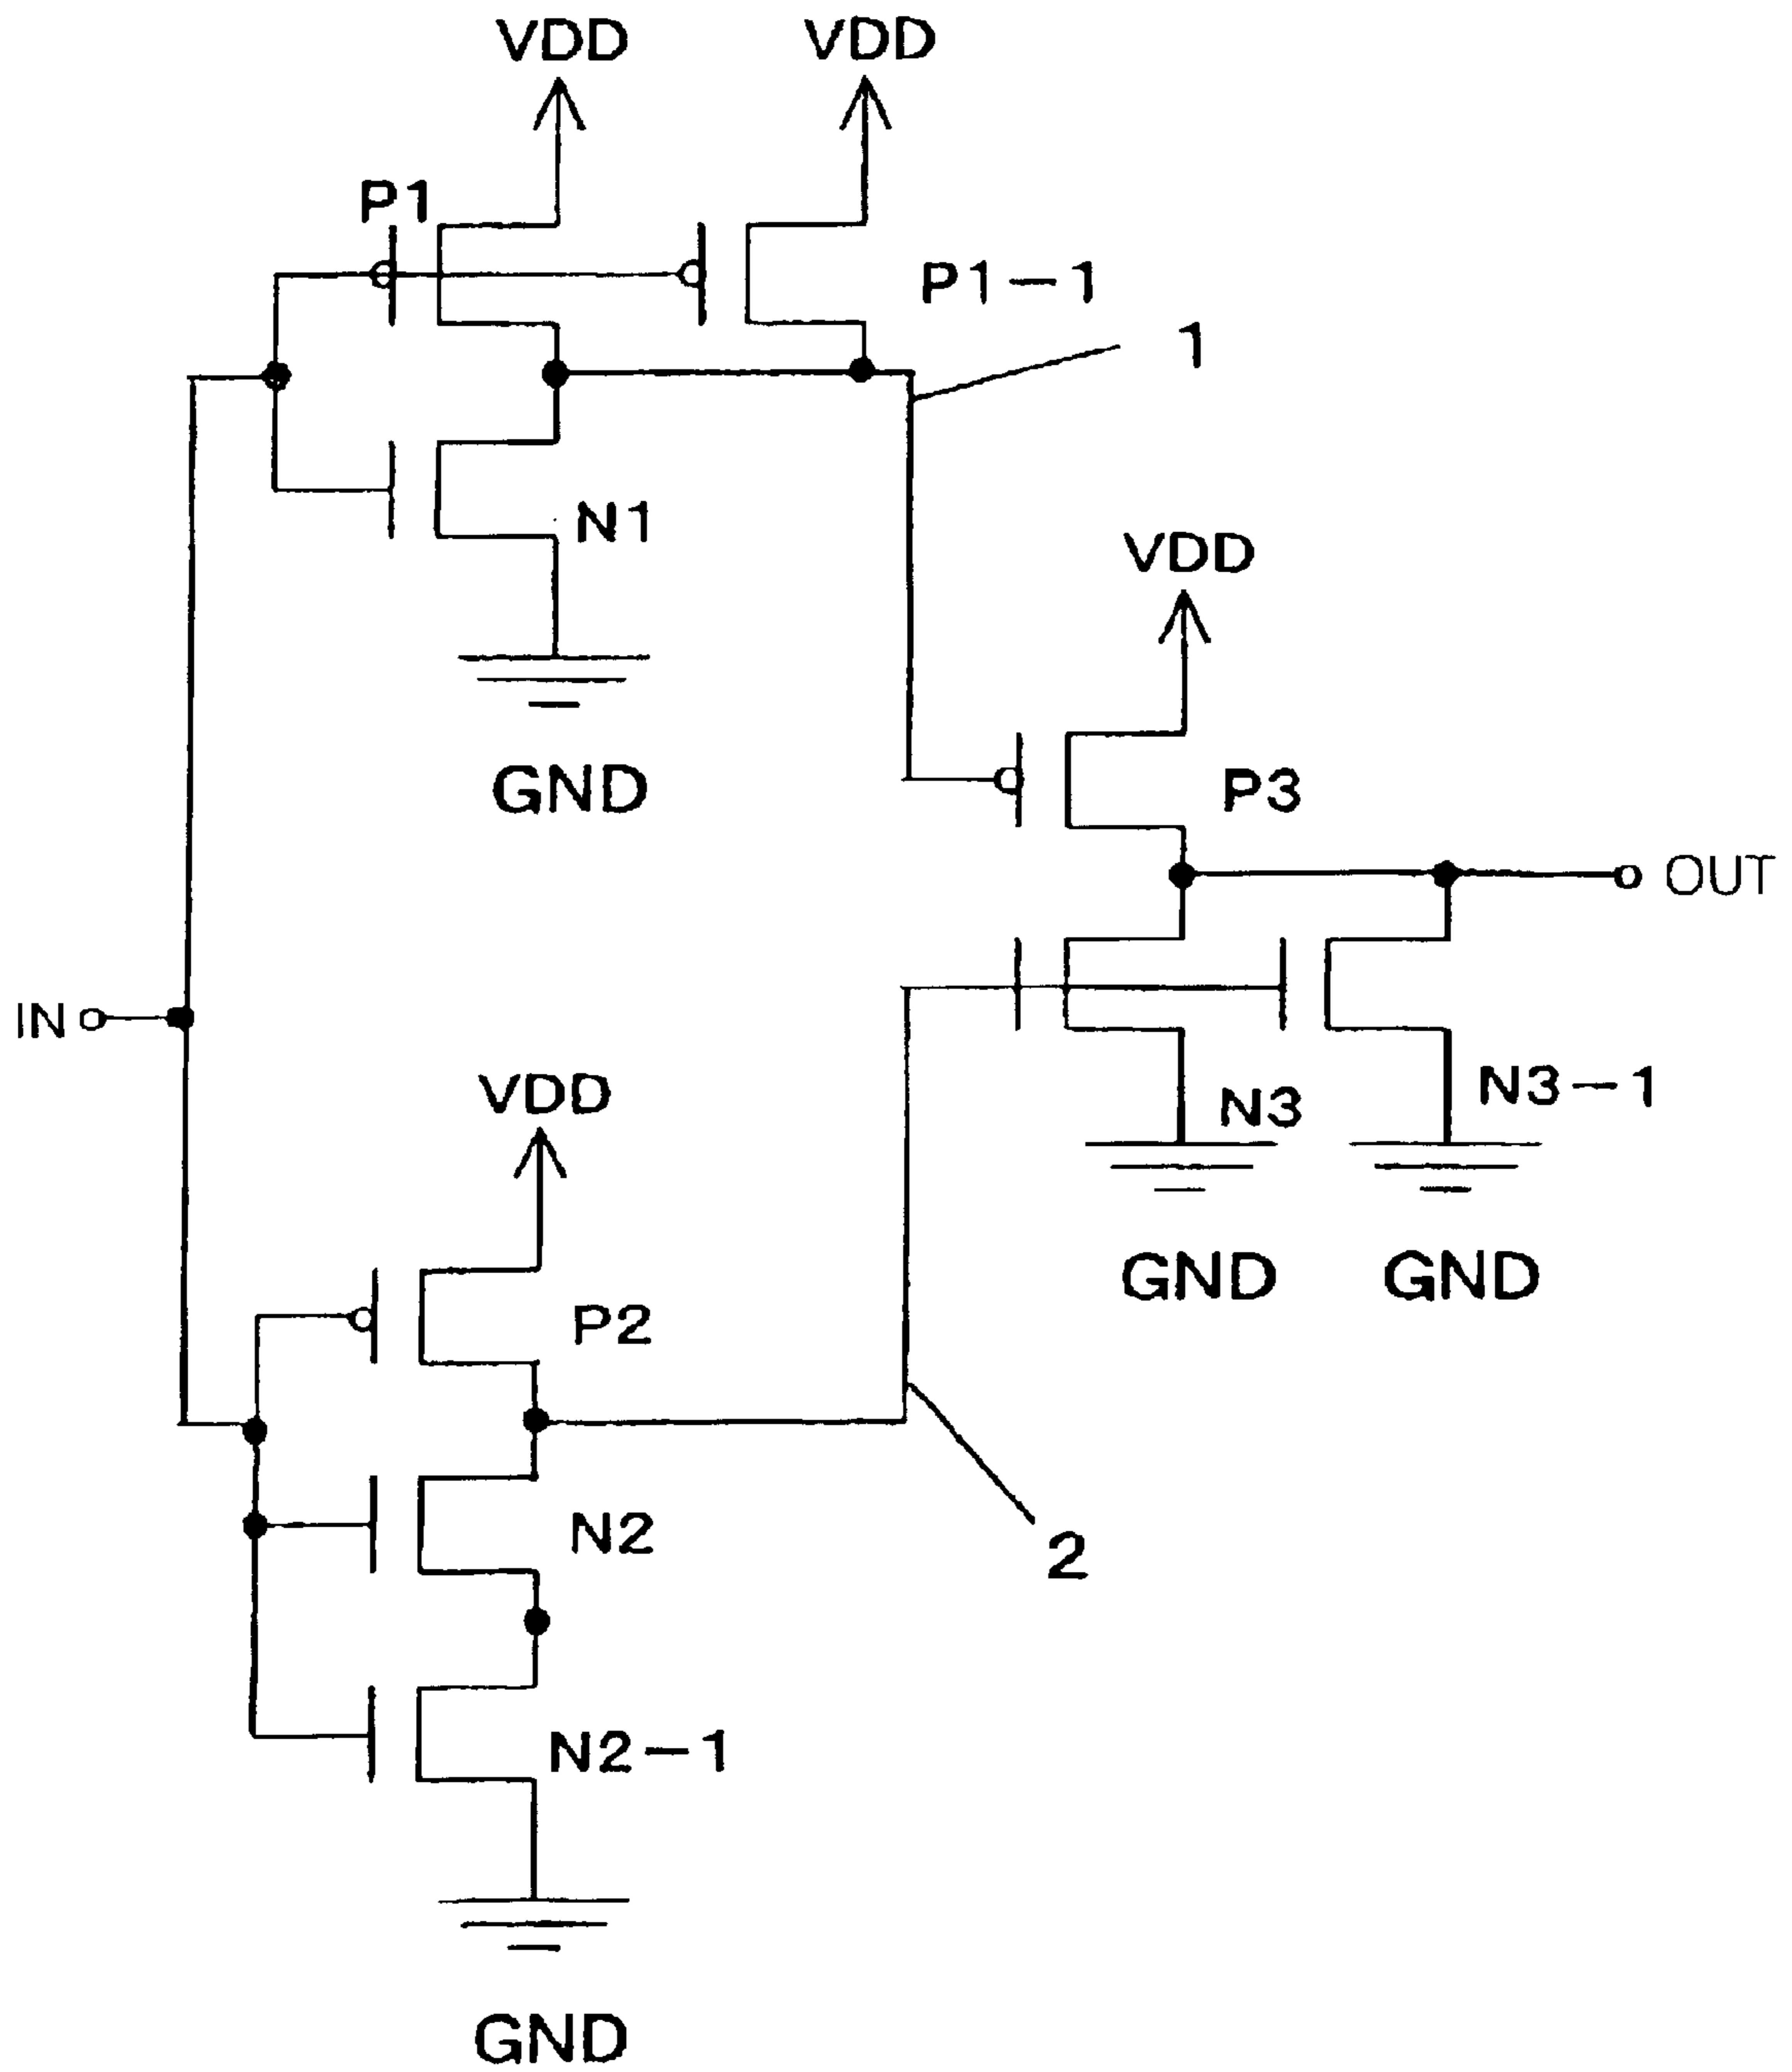 VDD
VDD
P1
P1-1
1
N1
VDD
GND
P3
OUT
IN
VDD
N3
N3-1
GND
GND
P2
N2
2
N2-1
GND